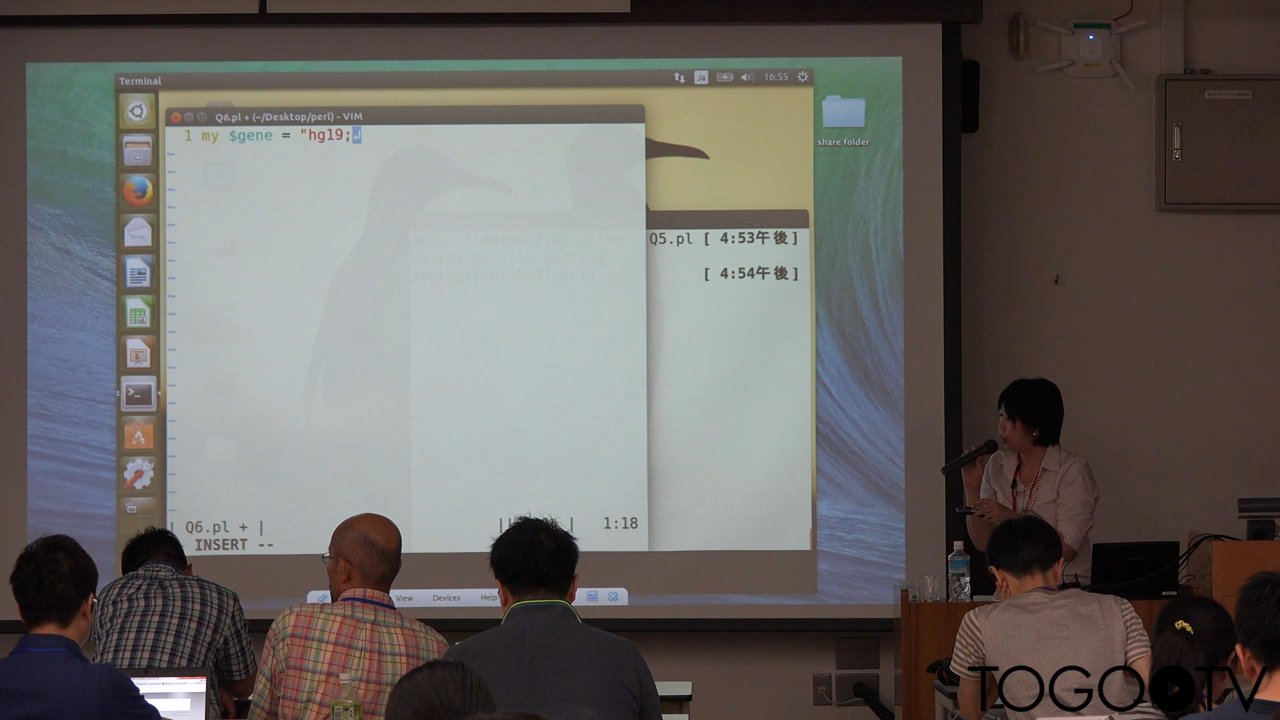 Terminal
Ja
16:55
Q6.pl + (~/Desktop/perl) - VIM
1 my $gene = "hg19;
share folder
Q5.pl [ 4:53午後]
[ 4:54午後]
Q6.pl + |
1:18
INSERT --
View Devices Help
TOGOTV